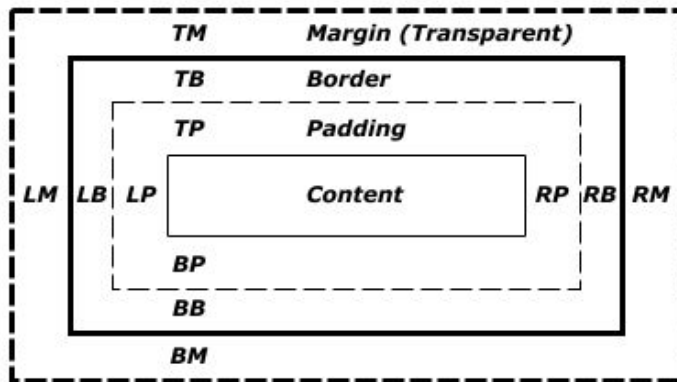 TM Margin (Transparent)
TB Border
TP Padding
LM LB LP Content RP RB RM
BP
BB
BM